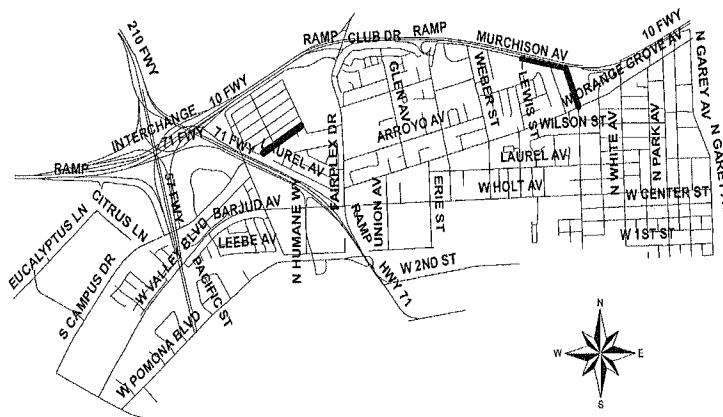 210 FWY
RAMP
CLUB DR
RAMP
MURCHISON AV
10 FWY
W ORANGE GROVE AV
N GAREY AV
N GAREY
INTERCHANGE
10 FWY
71 FWY
71 FWY
RAMP
LAUREL AV
FAIRPLEX DR
GLEN AV
ARROYO AV
WEBER ST
LEWIS ST
WILSON ST
LAUREL AV
W HOLT AV
N WHITE AV
N PARK AV
W CENTER ST
W 1ST ST
EUCALYPTUS LN
CITRUS LN
57 FWY
BARJUD AV
LEEBE AV
W VALLEY BLVD
S CAMPUS DR
PACIFIC ST
W POMONA BLVD
N HUMANE W
RAMP
UNION AV
ERIE ST
HWY 71
W 2ND ST
N
W
E
S